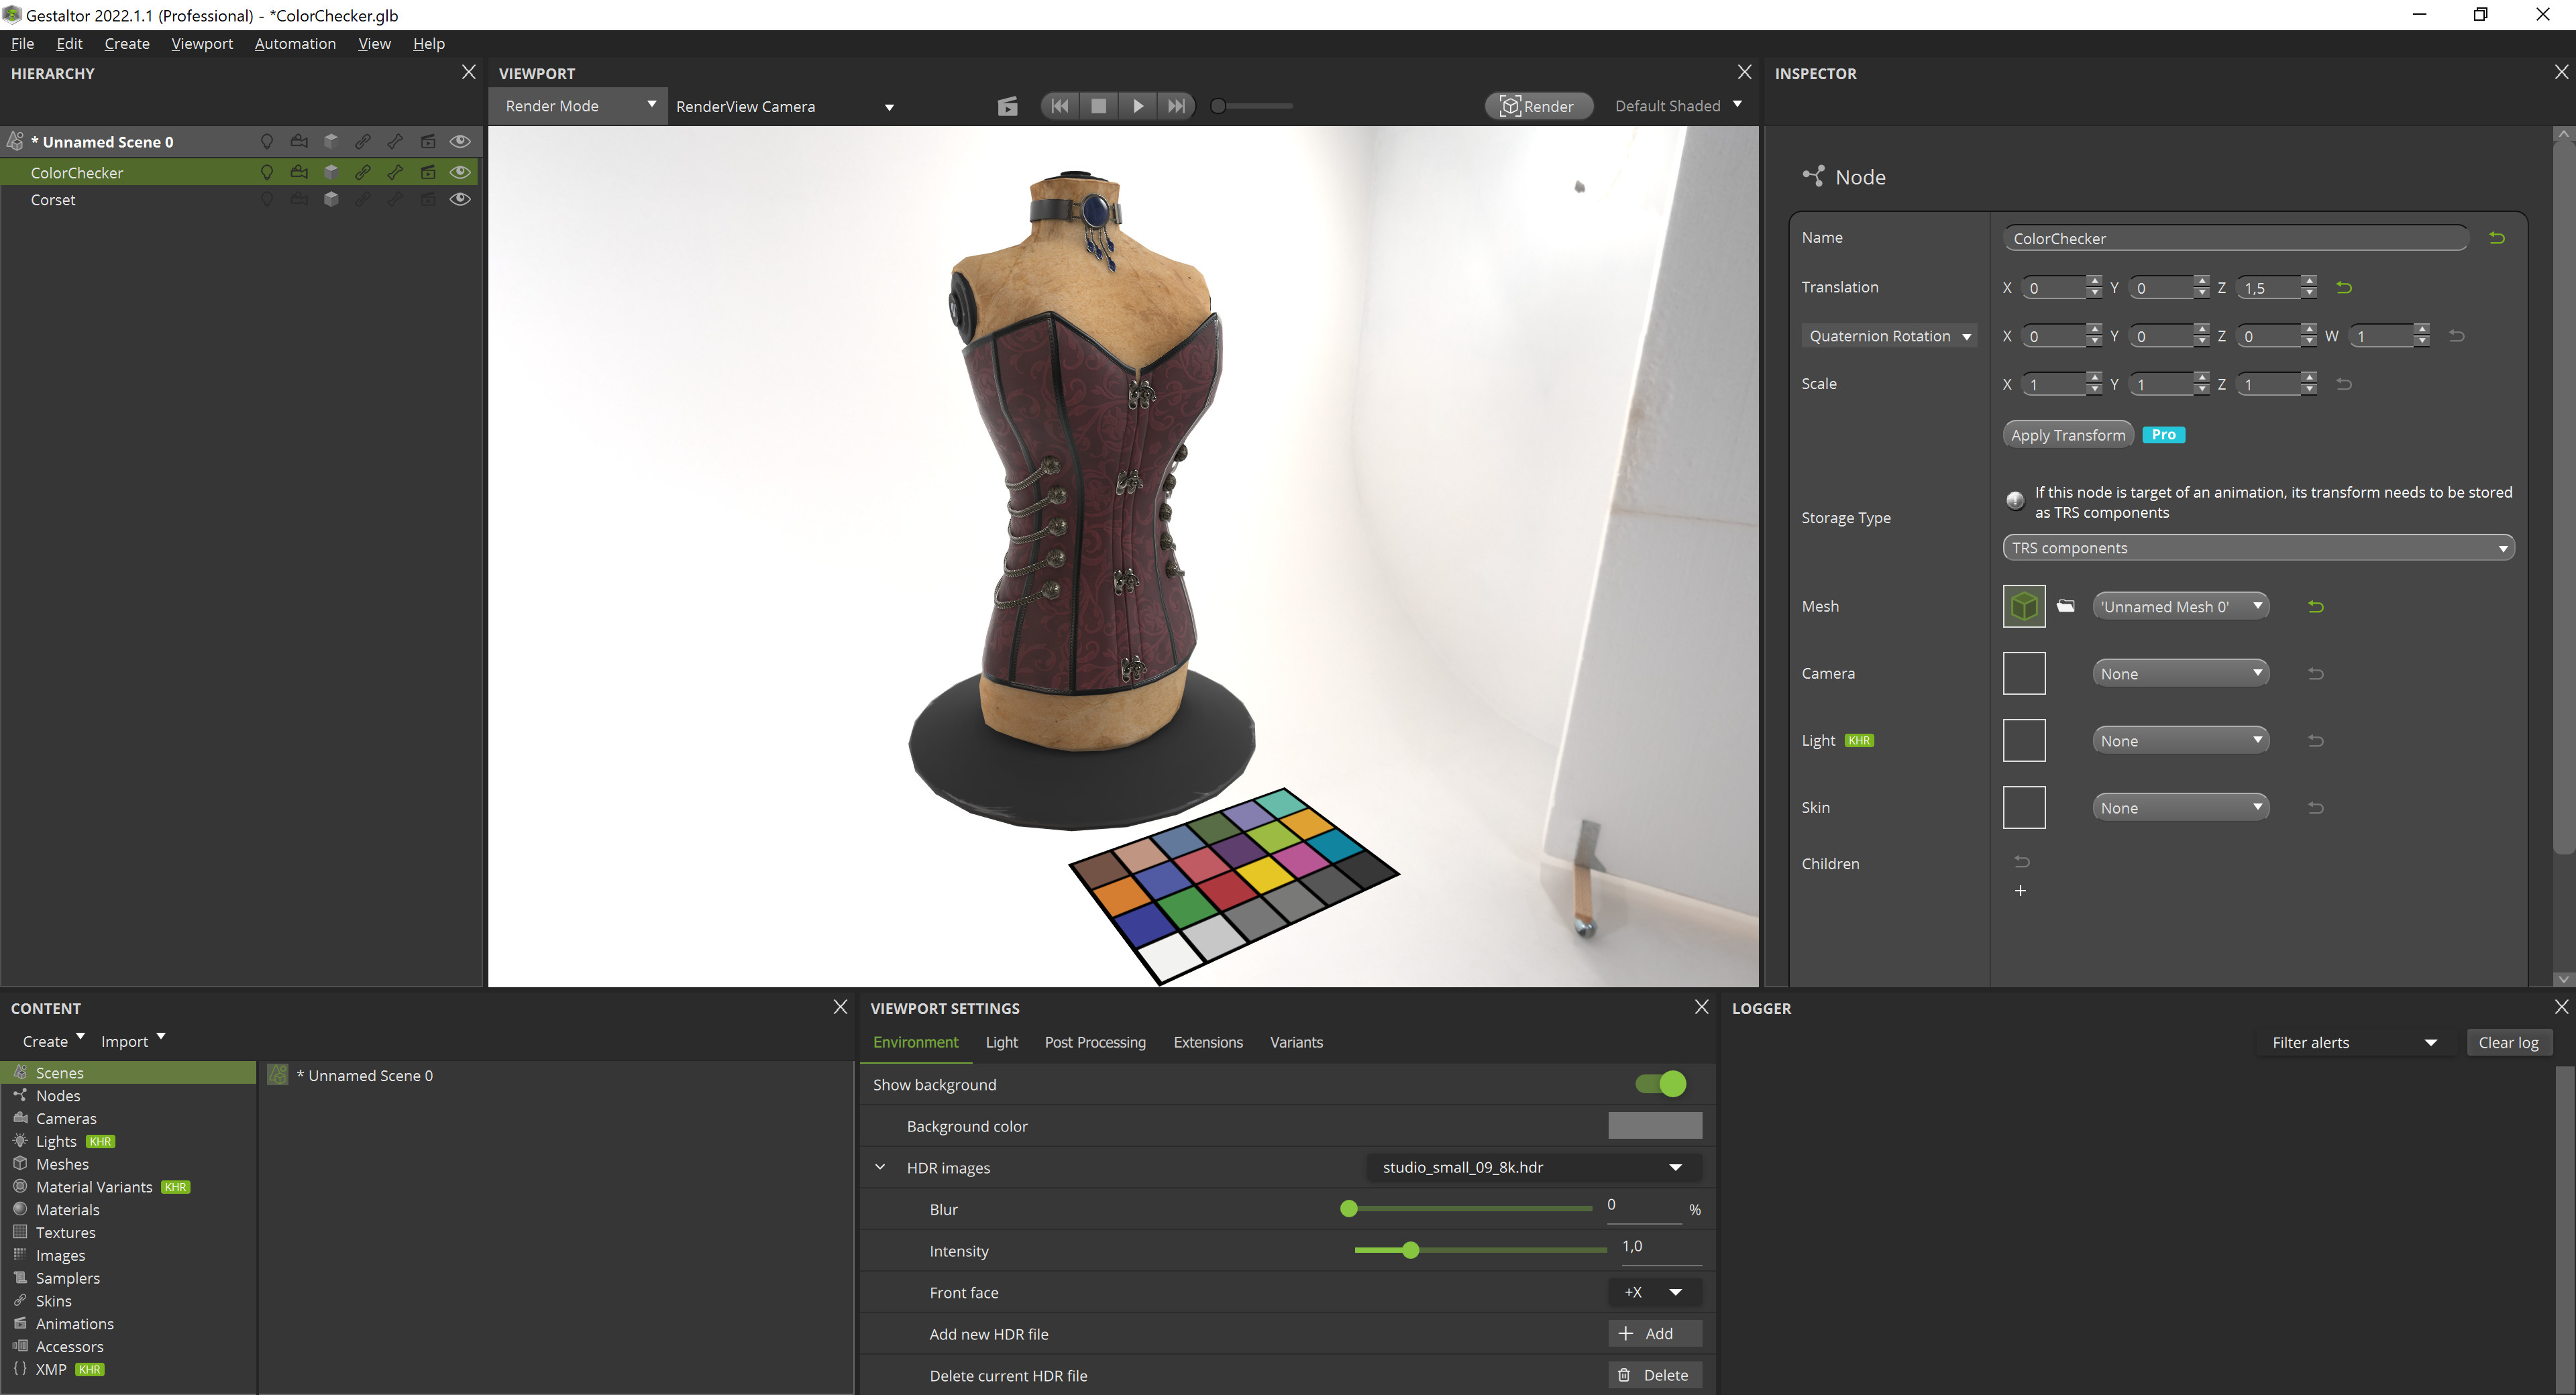 Gestaltor 2022.1.1 (Professional) - *ColorChecker.glb
File Edit Create Viewport Automation View Help
HIERARCHY
* Unnamed Scene 0
ColorChecker
Corset
VIEWPORT
Render Mode RenderView Camera Render Default Shaded
INSPECTOR
Node
Name ColorChecker
Translation X 0 Y 0 Z 1,5
Quaternion Rotation X 0 Y 0 Z 0 W 1
Scale X 1 Y 1 Z 1
Apply Transform Pro
Storage Type
If this node is target of an animation, its transform needs to be stored
as TRS components
TRS components
Mesh 'Unnamed Mesh 0'
Camera None
Light KHR None
Skin None
Children
CONTENT
Create Import
Scenes
Nodes
Cameras
Lights KHR
Meshes
Material Variants KHR
Materials
Textures
Images
Samplers
Skins
Animations
Accessors
XMP KHR
* Unnamed Scene 0
VIEWPORT SETTINGS
Environment Light Post Processing Extensions Variants
Show background
Background color
HDR images studio_small_09_8k.hdr
Blur 0 %
Intensity 1,0
Front face +X
Add new HDR file Add
Delete current HDR file Delete
LOGGER
Filter alerts Clear log